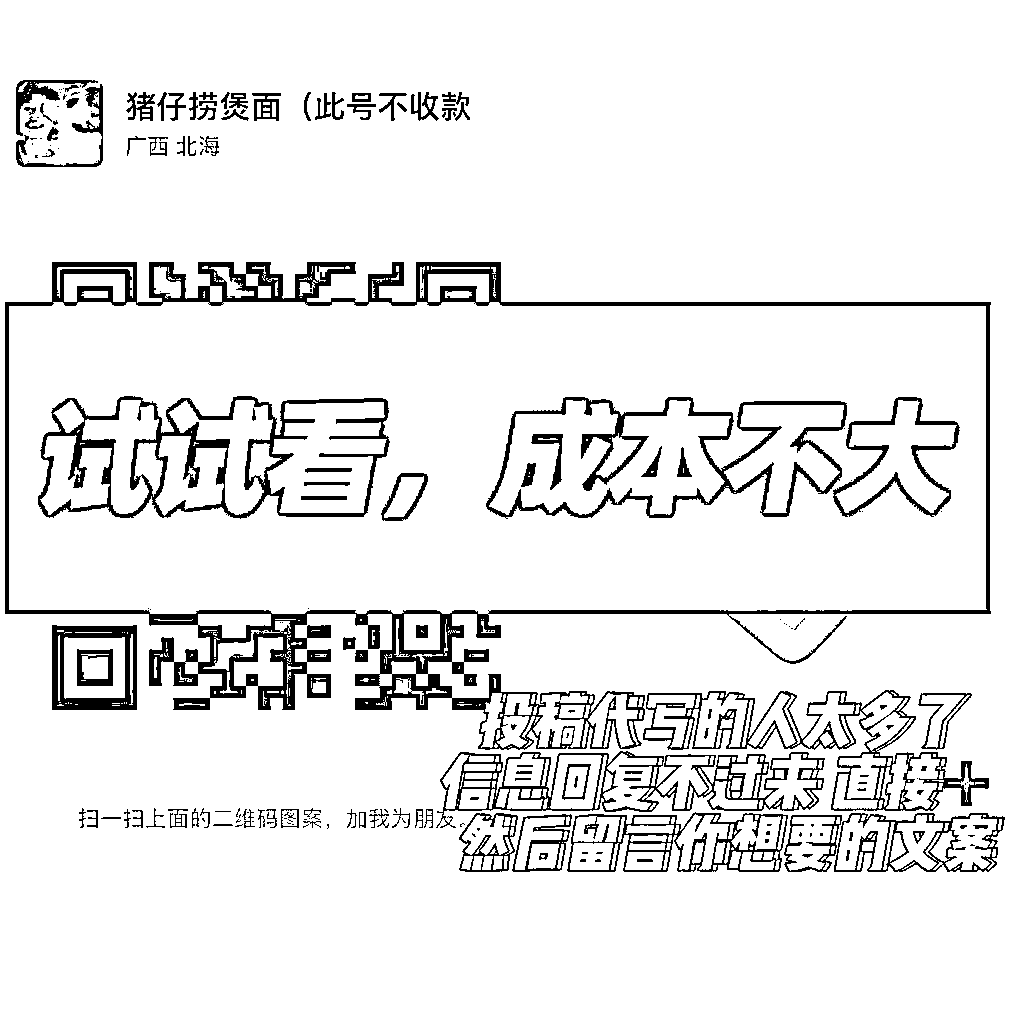 猪仔捞煲面（此号不收款
广西 北海
试试看，成本不大
投稿代写的人太多了
信息回复不过来 直接+
然后留言你想要的文案
扫一扫上面的二维码图案，加我为朋友。